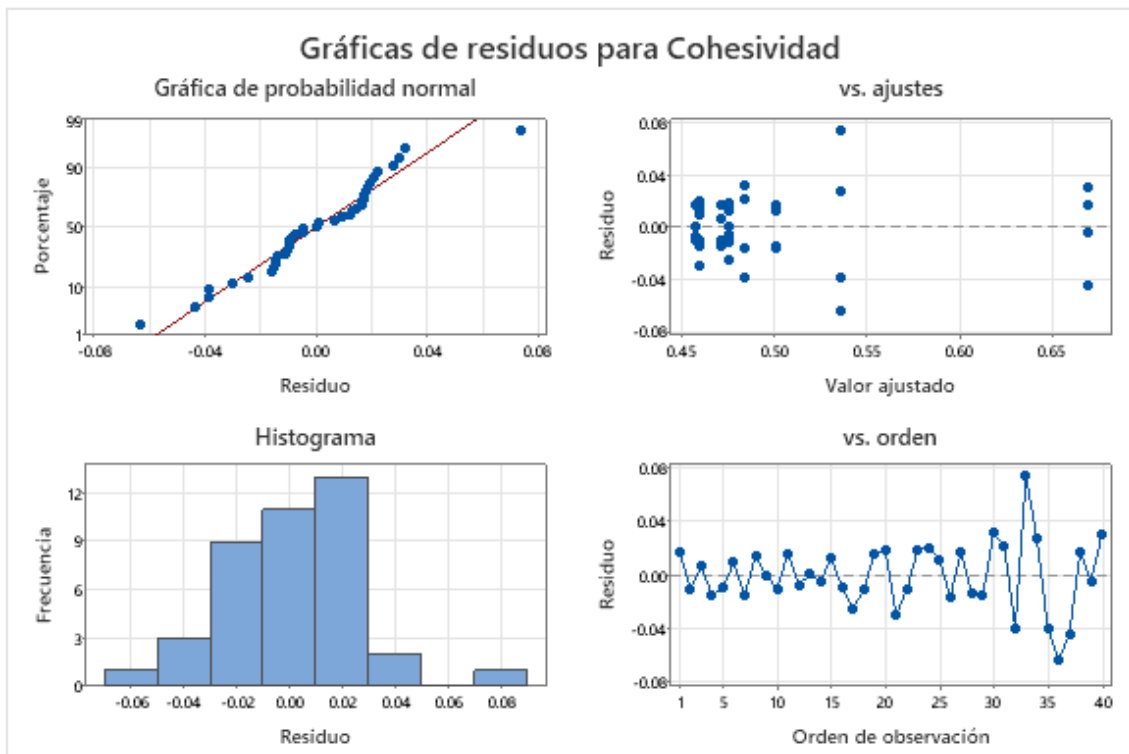 Gráficas de residuos para Cohesividad
Gráfica de probabilidad normal
99
90
50
10
1
Porcentaje
-0.08 -0.04 0.00 0.04 0.08
Residuo
vs. ajustes
0.08
0.04
0.00
-0.04
-0.08
Residuo
0.45 0.50 0.55 0.60 0.65
Valor ajustado
Histograma
12
9
6
3
0
Frecuencia
-0.06 -0.04 -0.02 0.00 0.02 0.04 0.06 0.08
Residuo
vs. orden
0.08
0.04
0.00
-0.04
-0.08
Residuo
1 5 10 15 20 25 30 35 40
Orden de observación